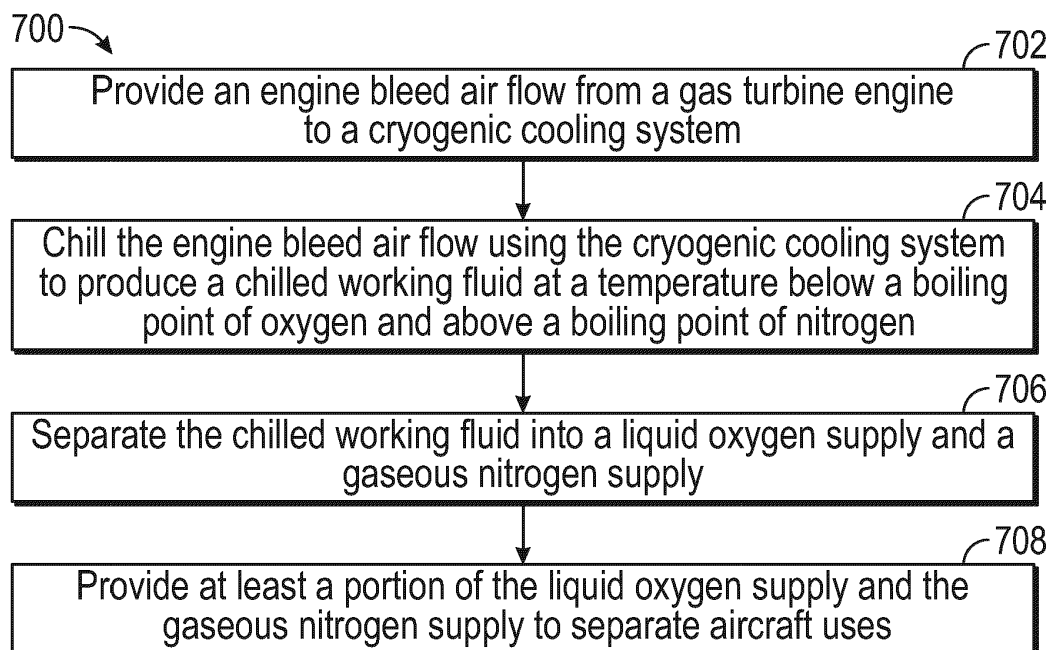 700
702
Provide an engine bleed air flow from a gas turbine engine
to a cryogenic cooling system
704
Chill the engine bleed air flow using the cryogenic cooling system
to produce a chilled working fluid at a temperature below a boiling
point of oxygen and above a boiling point of nitrogen
706
Separate the chilled working fluid into a liquid oxygen supply and a
gaseous nitrogen supply
708
Provide at least a portion of the liquid oxygen supply and the
gaseous nitrogen supply to separate aircraft uses